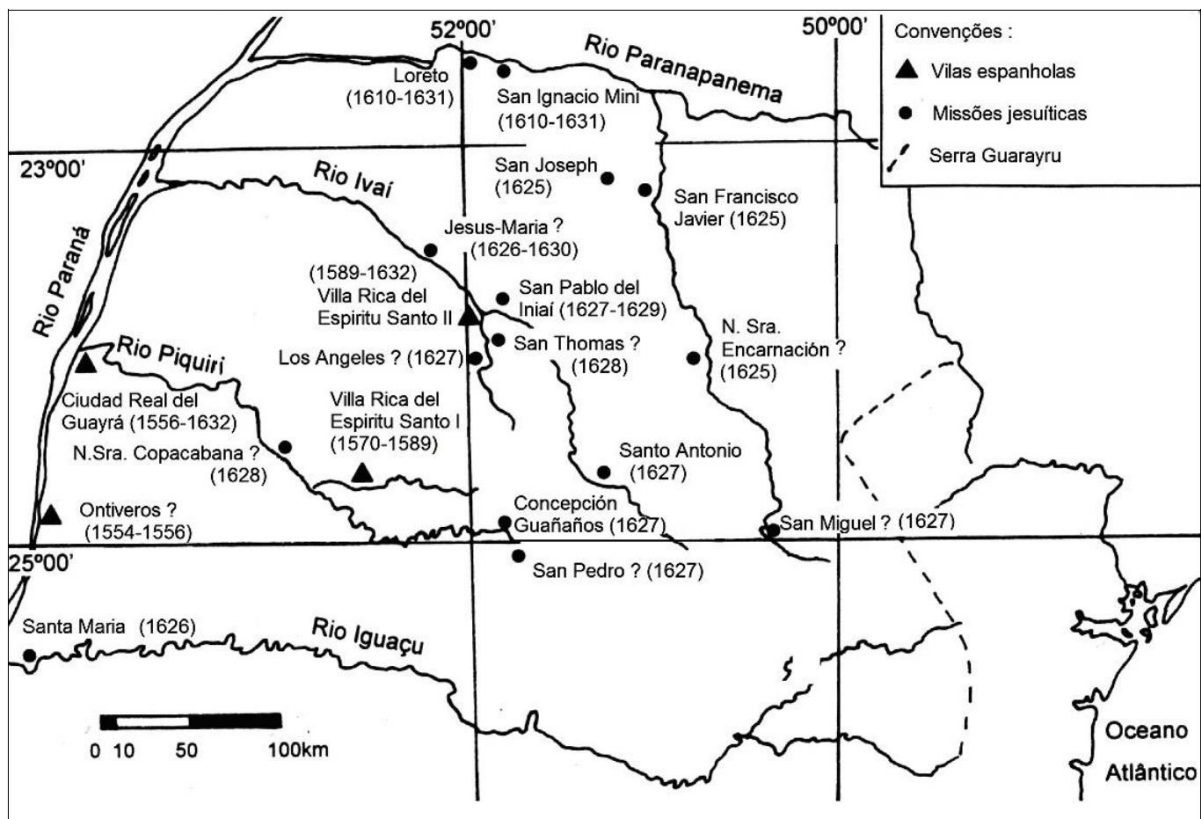 52º00'
50º00'
Convenções :
Vilas espanholas
Missões jesuíticas
Serra Guarayru
Rio Paranapanema
Loreto
(1610-1631)
San Ignacio Mini
(1610-1631)
23º00'
San Joseph
(1625)
San Francisco
Javier (1625)
Rio Ivaí
Rio Paraná
Jesus-Maria ?
(1626-1630)
(1589-1632)
Villa Rica del
Espiritu Santo II
San Pablo del
Iniaí (1627-1629)
San Thomas ?
(1628)
Los Angeles ? (1627)
N. Sra.
Encarnación ?
(1625)
Rio Piquiri
Ciudad Real del
Guayrá (1556-1632)
Villa Rica del
Espiritu Santo I
(1570-1589)
N.Sra. Copacabana ?
(1628)
Santo Antonio
(1627)
Ontiveros ?
(1554-1556)
Concepción
Guañaños (1627)
San Miguel ? (1627)
25º00'
San Pedro ? (1627)
Santa Maria (1626)
Rio Iguaçu
0 10 50 100km
Oceano
Atlântico